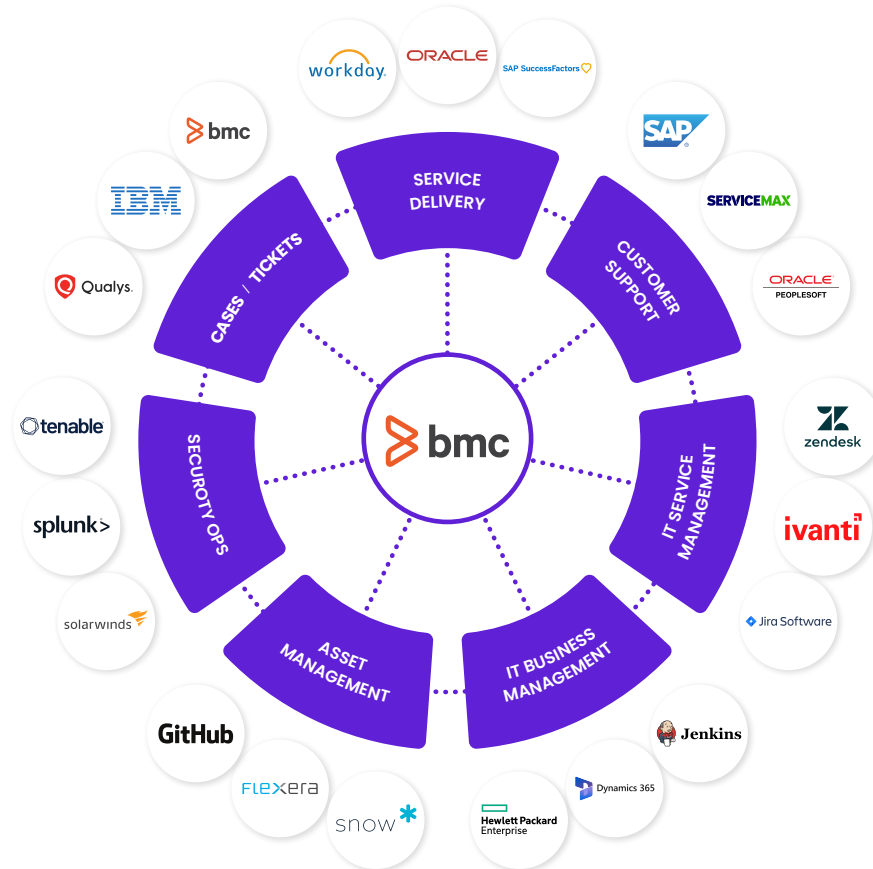 workday.
ORACLE
SAP SuccessFactors
bmc
SAP
®
IBM
SERVICEMAX
Qualys.
ORACLE
PEOPLESOFT
SERVICE
DELIVERY
CASES / TICKETS
CUSTOMER
SUPPORT
tenable
zendesk
bmc
SECUROTY OPS
IT SERVICE
MANAGEMENT
splunk>
ivanti
solarwinds
Jira Software
ASSET
MANAGEMENT
IT BUSINESS
MANAGEMENT
GitHub
Jenkins
FLEXERA
Dynamics 365
snow
Hewlett Packard
Enterprise